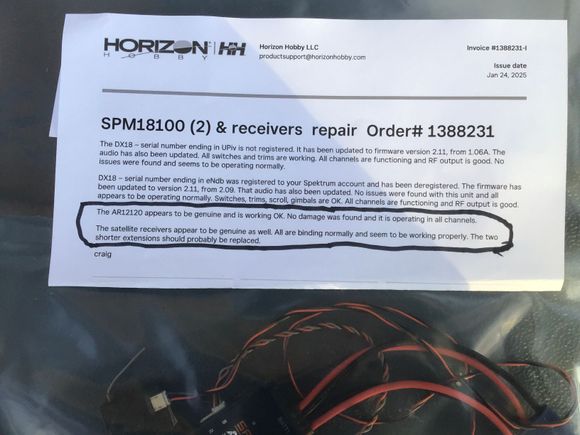 HORIZON HH
HOBBY
Horizon Hobby LLC
productsupport@horizonhobby.com
Invoice #1388231-I
Issue date
Jan 24, 2025
SPM18100 (2) & receivers repair Order# 1388231
The DX18 – serial number ending in UPiv is not registered. It has been updated to firmware version 2.11, from 1.06A. The
audio has also been updated. All switches and trims are working. All channels are functioning and RF output is good. No
issues were found and seems to be operating normally.
DX18 – serial number ending in eNdb was registered to your Spektrum account and has been deregistered. The firmware has
been updated to version 2.11, from 2.09. That audio has also been updated. No issues were found with this unit and all
appears to be operating normally. Switches, trims, scroll, gimbals are OK. All channels are functioning and RF output is good.
The AR12120 appears to be genuine and is working OK. No damage was found and it is operating in all channels.
The satellite receivers appear to be genuine as well. All are binding normally and seem to be working properly. The two
shorter extensions should probably be replaced.
craig